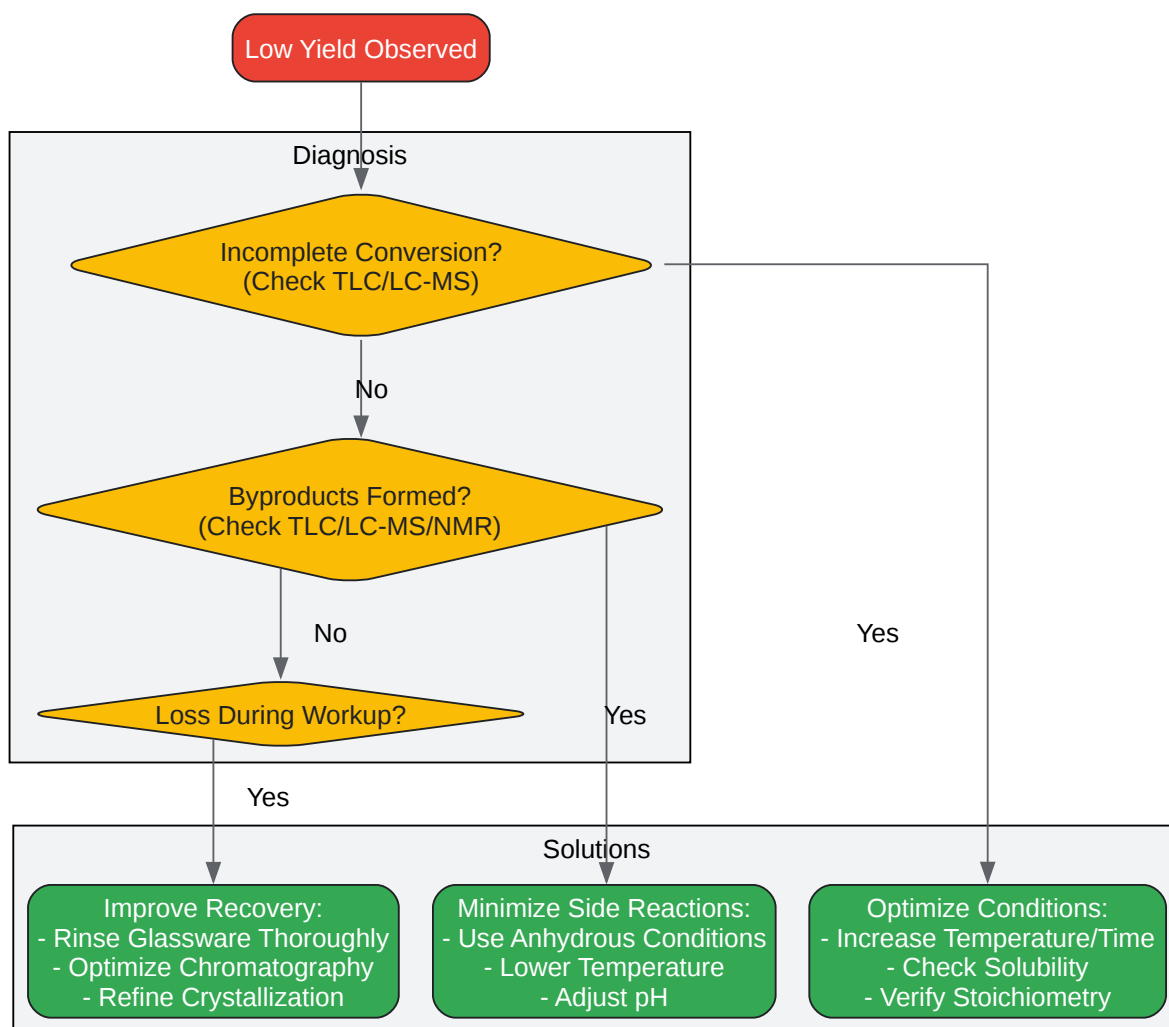 Low Yield Observed
Diagnosis
Incomplete Conversion?
(Check TLC/LC-MS)
No
Byproducts Formed?
(Check TLC/LC-MS/NMR)
No
Yes
Loss During Workup?
Yes
Yes
Solutions
Improve Recovery:
- Rinse Glassware Thoroughly
- Optimize Chromatography
- Refine Crystallization
Minimize Side Reactions:
- Use Anhydrous Conditions
- Lower Temperature
- Adjust pH
Optimize Conditions:
- Increase Temperature/Time
- Check Solubility
- Verify Stoichiometry